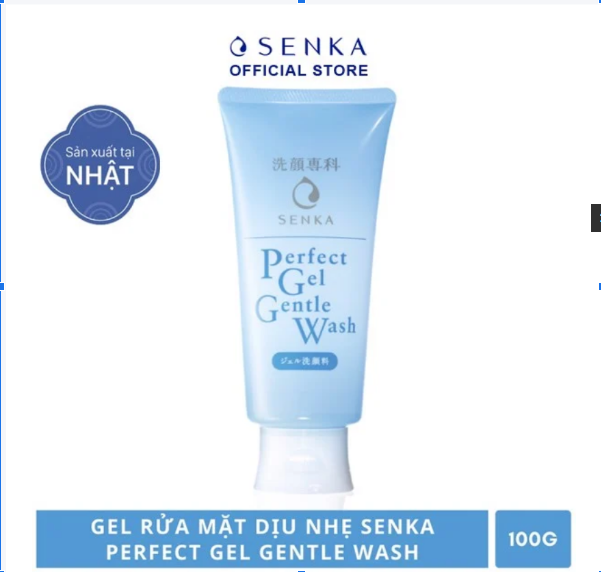 SENKA
OFFICIAL STORE
Sản xuất tại
NHẬT
洗顔専科
SENKA
Perfect
Gel
Gentle
Wash
ジェル洗顔料
GEL RỬA MẶT DỊU NHẸ SENKA
PERFECT GEL GENTLE WASH
100G